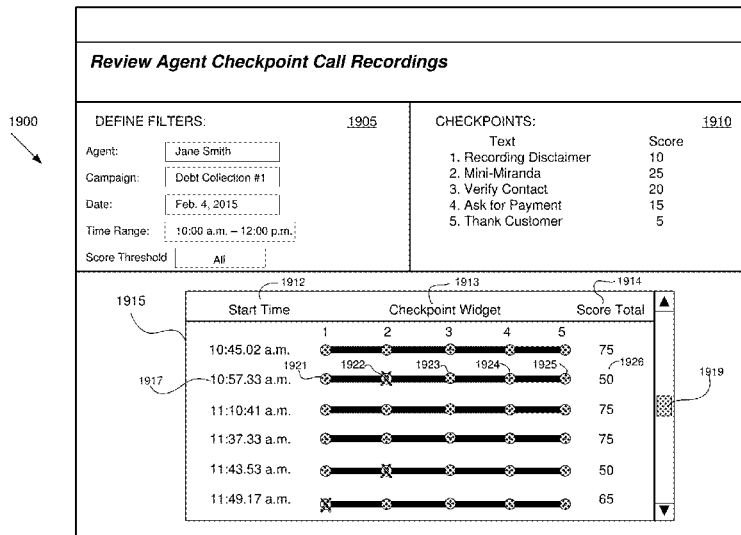 Review Agent Checkpoint Call Recordings
1900
DEFINE FILTERS: 1905
Agent: Jane Smith
Campaign: Debt Collection #1
Date: Feb. 4, 2015
Time Range: 10:00 a.m. – 12:00 p.m.
Score Threshold All
CHECKPOINTS: 1910
Text Score
1. Recording Disclaimer 10
2. Mini-Miranda 25
3. Verify Contact 20
4. Ask for Payment 15
5. Thank Customer 5
1912 1913 1914
1915
Start Time Checkpoint Widget Score Total
1 2 3 4 5
10:45.02 a.m. 75
1921 1922 1923 1924 1925 1926
1917 10:57.33 a.m. 50
1919
11:10:41 a.m. 75
11:37.33 a.m. 75
11:43.53 a.m. 50
11:49.17 a.m. 65